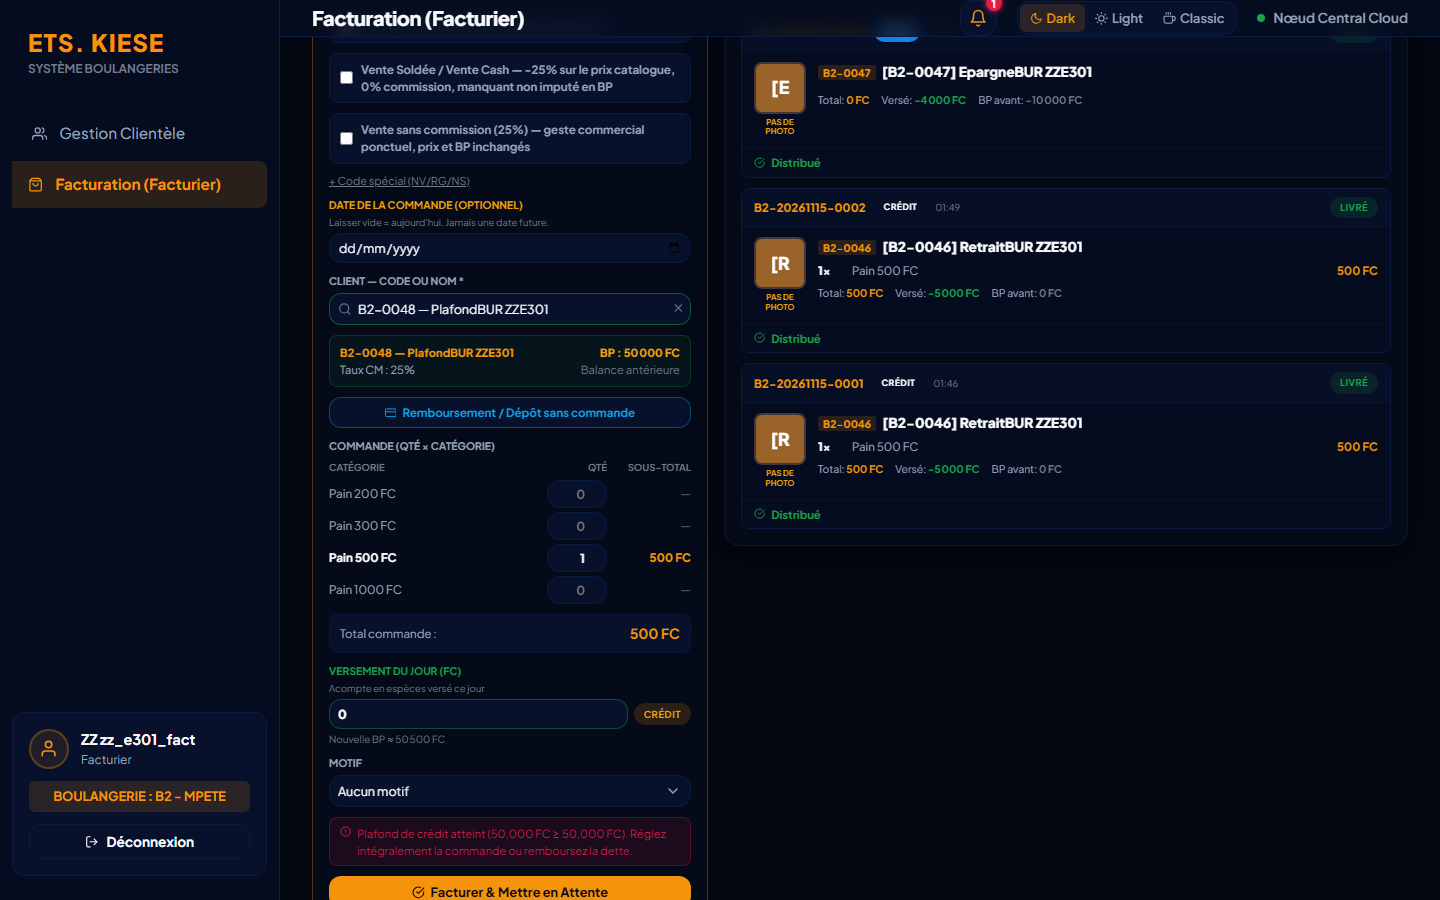 ETS. KIESE
SYSTÈME BOULANGERIES
Gestion Clientèle
Facturation (Facturier)
ZZ zz_e301_fact
Facturier
BOULANGERIE : B2 - MPETE
Déconnexion
Facturation (Facturier)
1
Dark
Light
Classic
Nœud Central Cloud
Vente Soldée / Vente Cash — -25% sur le prix catalogue,
0% commission, manquant non imputé en BP
Vente sans commission (25%) — geste commercial
ponctuel, prix et BP inchangés
+ Code spécial (NV/RG/NS)
DATE DE LA COMMANDE (OPTIONNEL)
Laisser vide = aujourd'hui. Jamais une date future.
dd/mm/yyyy
CLIENT — CODE OU NOM *
B2-0048 — PlafondBUR ZZE301
B2-0048 — PlafondBUR ZZE301
BP : 50 000 FC
Taux CM : 25%
Balance antérieure
Remboursement / Dépôt sans commande
COMMANDE (QTÉ × CATÉGORIE)
CATÉGORIE QTÉ SOUS-TOTAL
Pain 200 FC 0 —
Pain 300 FC 0 —
Pain 500 FC 1 500 FC
Pain 1000 FC 0 —
Total commande : 500 FC
VERSEMENT DU JOUR (FC)
Acompte en espèces versé ce jour
0
CRÉDIT
Nouvelle BP ≈ 50 500 FC
MOTIF
Aucun motif
Plafond de crédit atteint (50,000 FC ≥ 50,000 FC). Réglez
intégralement la commande ou remboursez la dette.
Facturer & Mettre en Attente
[E
PAS DE
PHOTO
B2-0047 [B2-0047] EpargneBUR ZZE301
Total: 0 FC Versé: -4 000 FC BP avant: -10 000 FC
Distribué
B2-20261115-0002 CRÉDIT 01:49 LIVRÉ
[R
PAS DE
PHOTO
B2-0046 [B2-0046] RetraitBUR ZZE301
1× Pain 500 FC 500 FC
Total: 500 FC Versé: -5 000 FC BP avant: 0 FC
Distribué
B2-20261115-0001 CRÉDIT 01:46 LIVRÉ
[R
PAS DE
PHOTO
B2-0046 [B2-0046] RetraitBUR ZZE301
1× Pain 500 FC 500 FC
Total: 500 FC Versé: -5 000 FC BP avant: 0 FC
Distribué